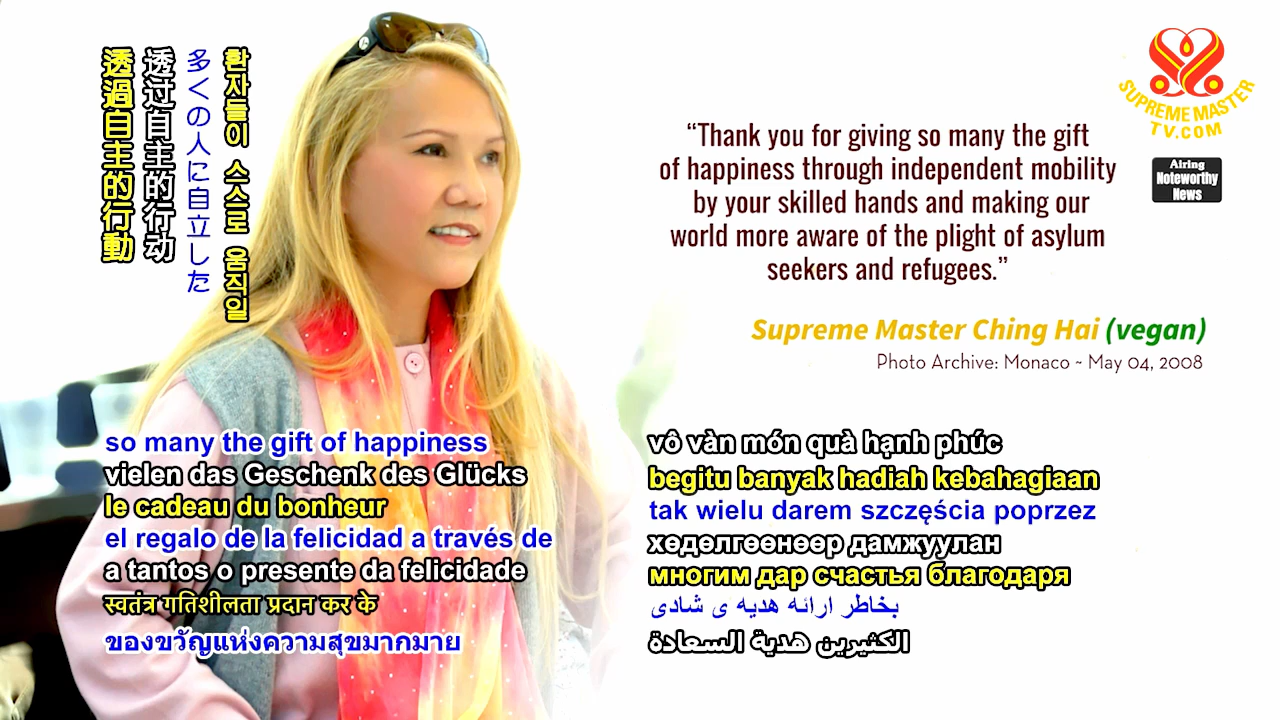 透過自主的行動
透过自主的行动
多くの人に自立した
환자들이 스스로 움직일
SUPREME MASTER
TV.COM
Airing
Noteworthy
News
“Thank you for giving so many the gift
of happiness through independent mobility
by your skilled hands and making our
world more aware of the plight of asylum
seekers and refugees.”
Supreme Master Ching Hai (vegan)
Photo Archive: Monaco ~ May 04, 2008
so many the gift of happiness
vielen das Geschenk des Glücks
le cadeau du bonheur
el regalo de la felicidad a través de
a tantos o presente da felicidade
स्वतंत्र गतिशीलता प्रदान कर के
ของขวัญแห่งความสุขมากมาย
vô vàn món quà hạnh phúc
begitu banyak hadiah kebahagiaan
tak wielu darem szczęścia poprzez
хөдөлгөөнөөр дамжуулан
многим дар счастья благодаря
بخاطر ارائه هدیه ی شادی
الكثيرين هدية السعادة